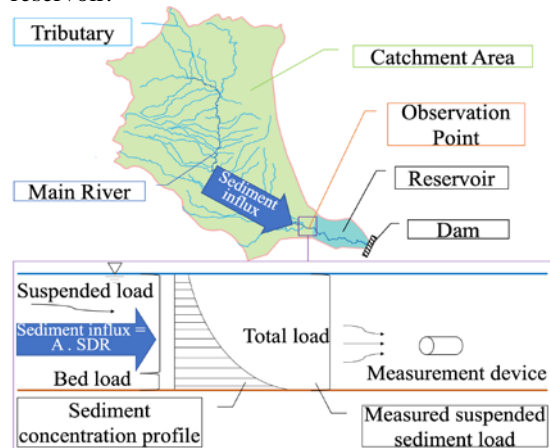 reservoir.
Tributary
Catchment Area
Observation
Point
Main River
Sediment
influx
Reservoir
Dam
Suspended load
Sediment influx =
A . SDR
Total load
Bed load
Measurement device
Sediment
concentration profile
Measured suspended
sediment load